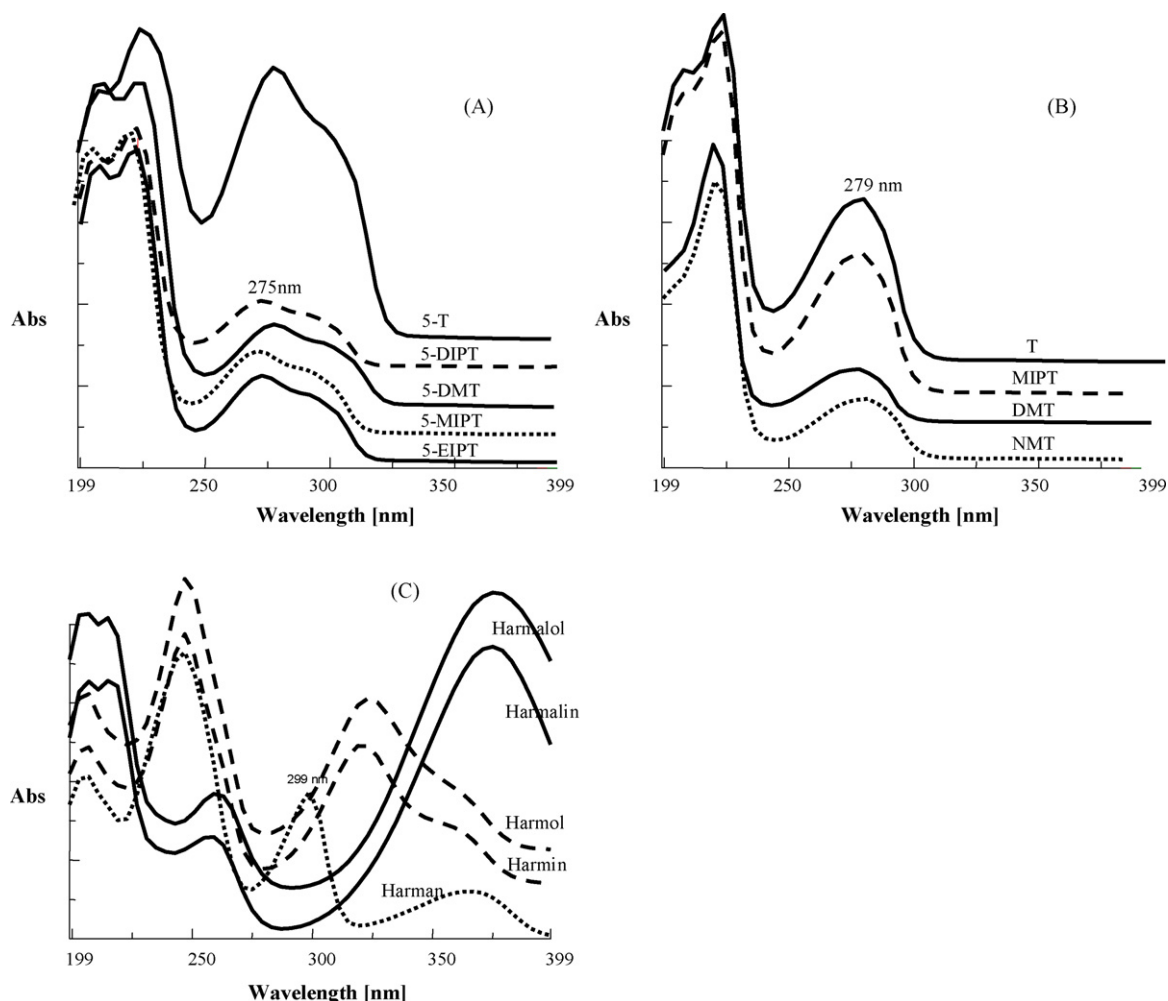 (A)
275nm
Abs
5-T
5-DIPT
5-DMT
5-MIPT
5-EIPT
199 250 300 350 399
Wavelength [nm]
(B)
279 nm
Abs
T
MIPT
DMT
NMT
199 250 300 350 399
Wavelength [nm]
(C)
Harmalol
Harmalin
299 nm
Abs
Harmol
Harmin
Harman
199 250 300 350 399
Wavelength [nm]